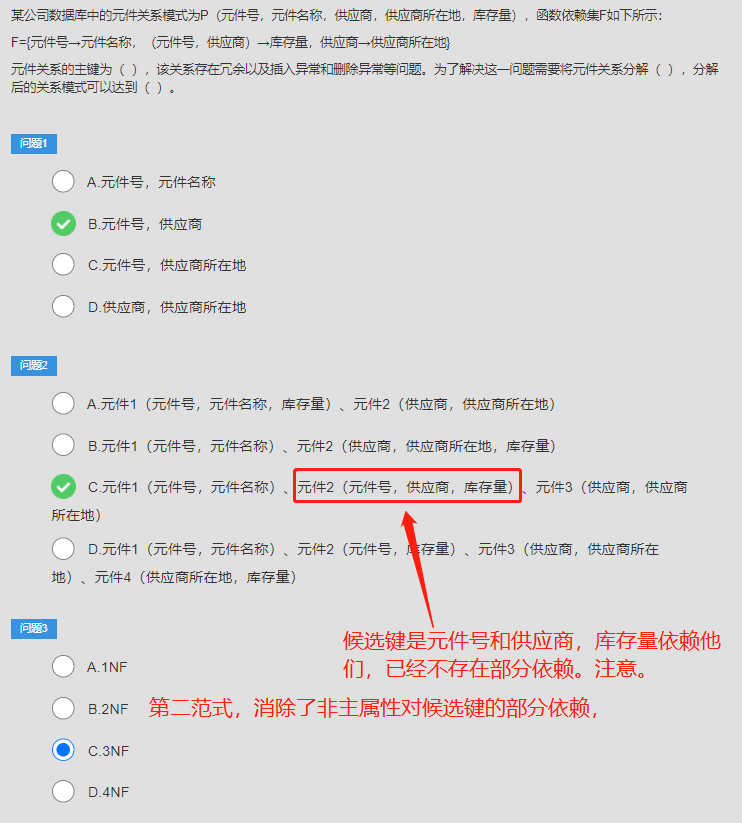 某公司数据库中的元件关系模式为P（元件号，元件名称，供应商，供应商所在地，库存量），函数依赖集F如下所示：
F={元件号→元件名称，（元件号，供应商）→库存量，供应商→供应商所在地}
元件关系的主键为（ ），该关系存在冗余以及插入异常和删除异常等问题。为了解决这一问题需要将元件关系分解（ ），分解
后的关系模式可以达到（ ）。
问题1
A.元件号，元件名称
B.元件号，供应商
C.元件号，供应商所在地
D.供应商，供应商所在地
问题2
A.元件1（元件号，元件名称，库存量）、元件2（供应商，供应商所在地）
B.元件1（元件号，元件名称）、元件2（供应商，供应商所在地，库存量）
C.元件1（元件号，元件名称）、元件2（元件号，供应商，库存量）、元件3（供应商，供应商
所在地）
D.元件1（元件号，元件名称）、元件2（元件号，库存量）、元件3（供应商，供应商所在
地）、元件4（供应商所在地，库存量）
问题3
候选键是元件号和供应商，库存量依赖他
们，已经不存在部分依赖。注意。
A.1NF
B.2NF 第二范式，消除了非主属性对候选键的部分依赖，
C.3NF
D.4NF